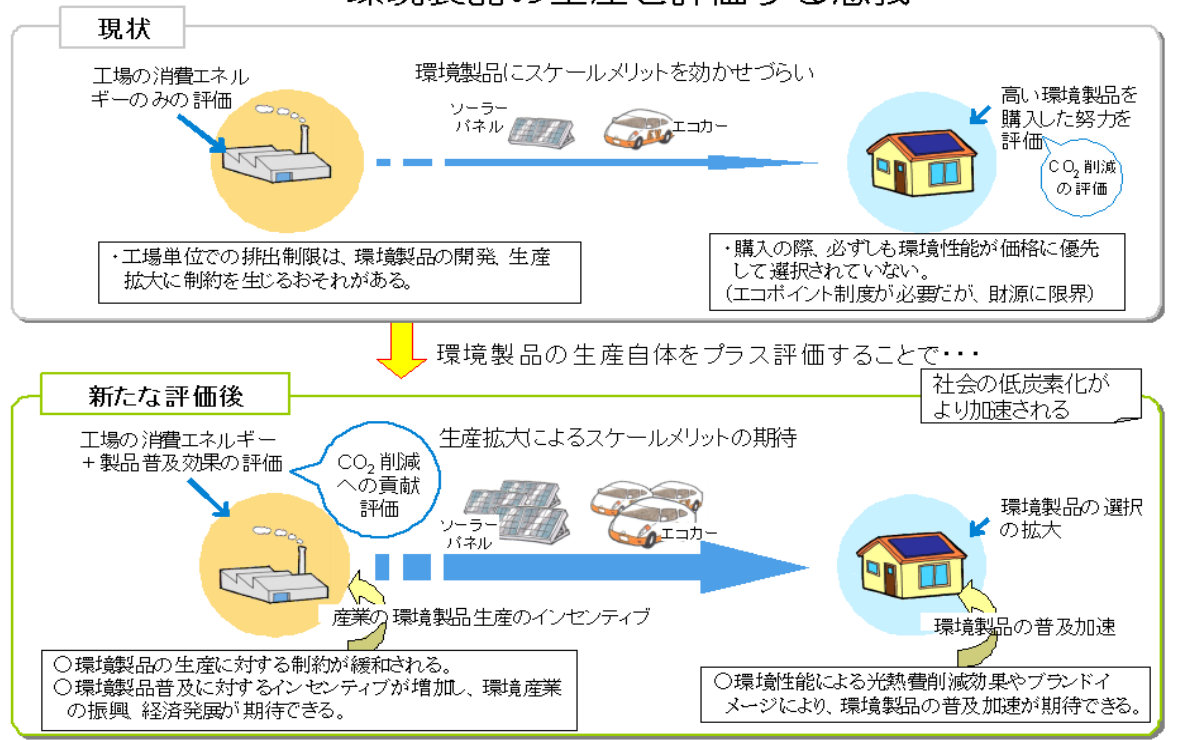 環境製品の生産を評価する意義
現状
工場の消費エネル
ギーのみの評価
環境製品にスケールメリットを効かせづらい
ソーラー
パネル
エコカー
高い環境製品を
購入した努力を
評価
CO2削減
の評価
・工場単位での排出制限は、環境製品の開発、生産
拡大に制約を生じるおそれがある。
・購入の際、必ずしも環境性能が価格に優先
して選択されていない。
(エコポイント制度が必要だが、財源に限界)
環境製品の生産自体をプラス評価することで・・・
新たな評価後
社会の低炭素化が
より加速される
工場の消費エネルギー
+製品普及効果の評価
CO2削減
への貢献
評価
生産拡大によるスケールメリットの期待
ソーラー
パネル
エコカー
環境製品の選択
の拡大
産業の環境製品生産のインセンティブ
環境製品の普及加速
○環境製品の生産に対する制約が緩和される。
○環境製品普及に対するインセンティブが増加し、環境産業
の振興、経済発展が期待できる。
○環境性能による光熱費削減効果やブランドイ
メージにより、環境製品の普及加速が期待できる。